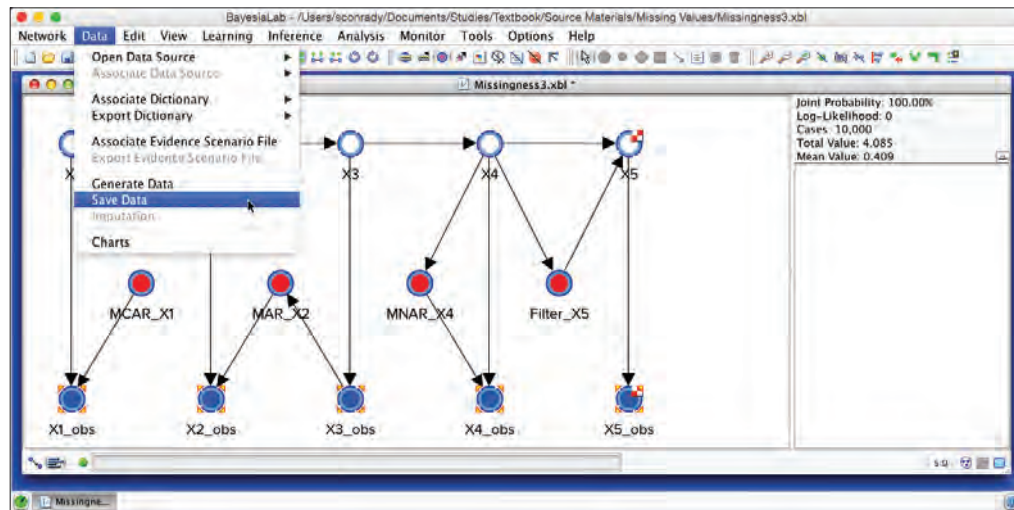 BayesiaLab - /Users/sconrady/Documents/Studies/Textbook/Source Materials/Missing Values/Missingness3.xbl
Network Data Edit View Learning Inference Analysis Monitor Tools Options Help
Open Data Source
Associate Data Source
Associate Dictionary
Export Dictionary
Associate Evidence Scenario File
Export Evidence Scenario File
Generate Data
Save Data
Imputation
Charts
Missingness3.xbl *
Joint Probability: 100.00%
Log-Likelihood: 0
Cases: 10,000
Total Value: 4.085
Mean Value: 0.409
X3
X4
X5
MCAR_X1
MAR_X2
MNAR_X4
Filter_X5
X1_obs
X2_obs
X3_obs
X4_obs
X5_obs
Missingne...